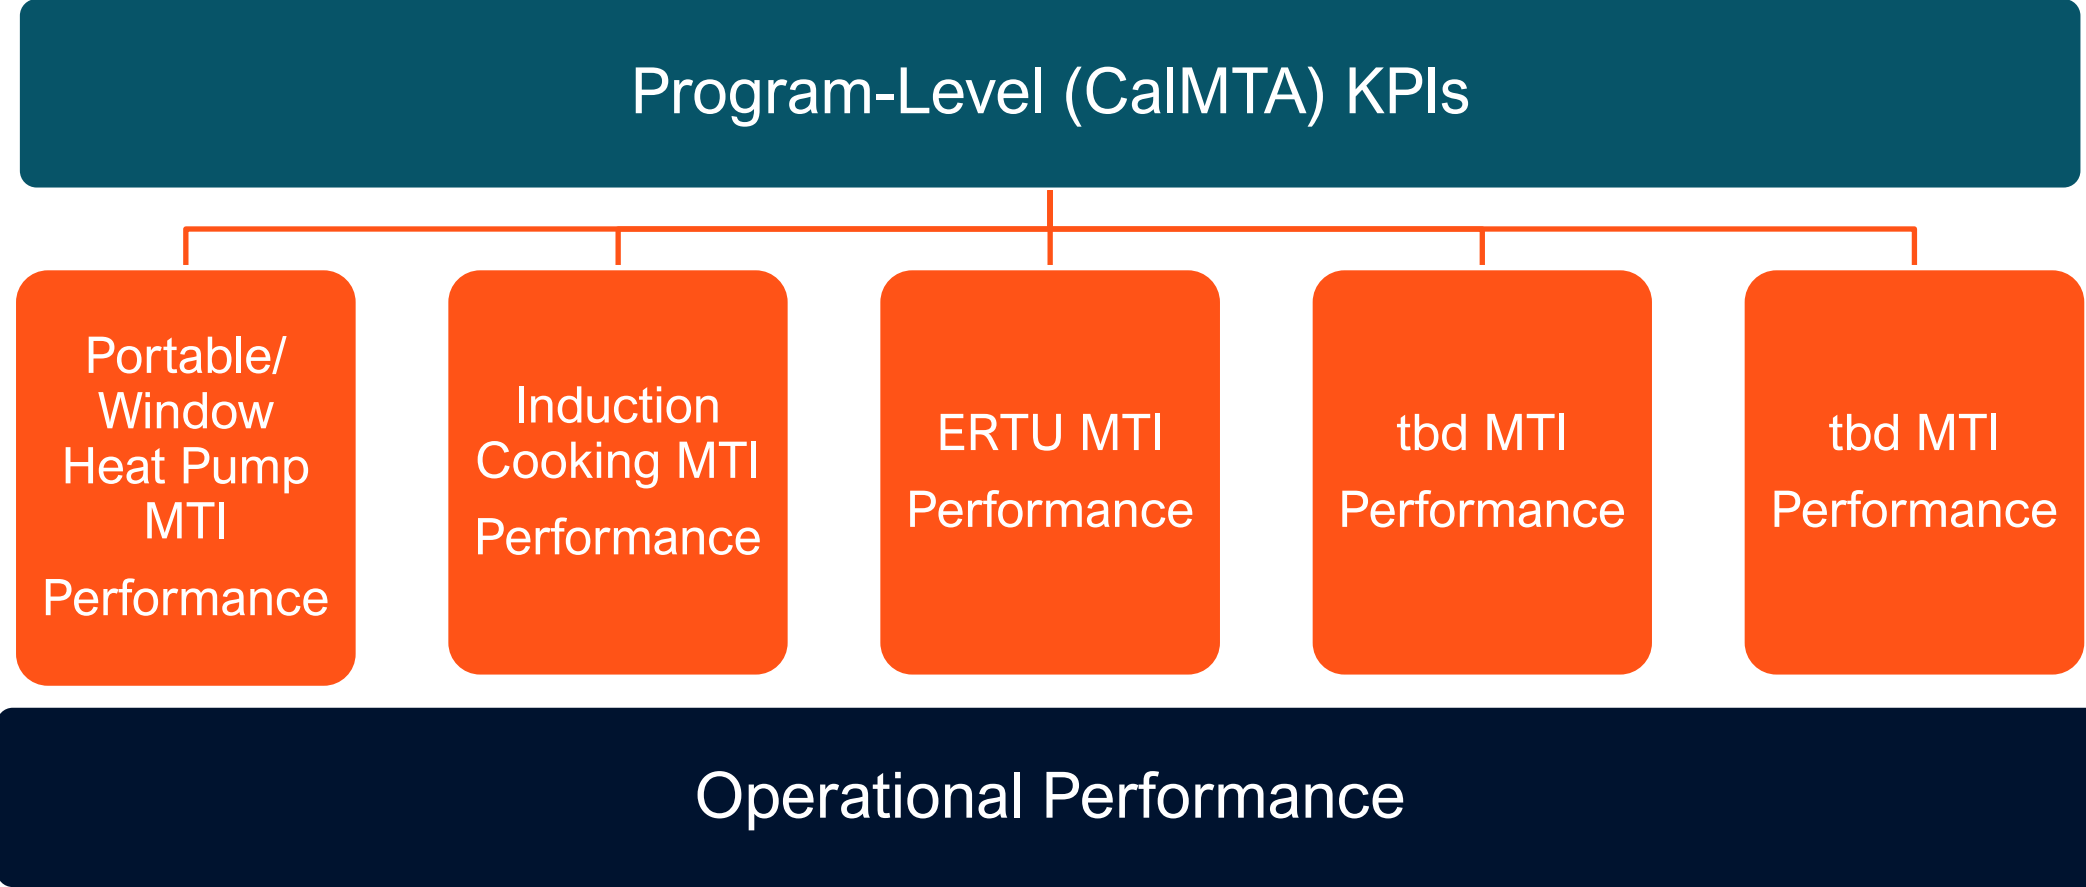 Program-Level (CalMTA) KPIs
Portable/
Window
Heat Pump
MTI
Performance
Induction
Cooking MTI
Performance
ERTU MTI
Performance
tbd MTI
Performance
tbd MTI
Performance
Operational Performance